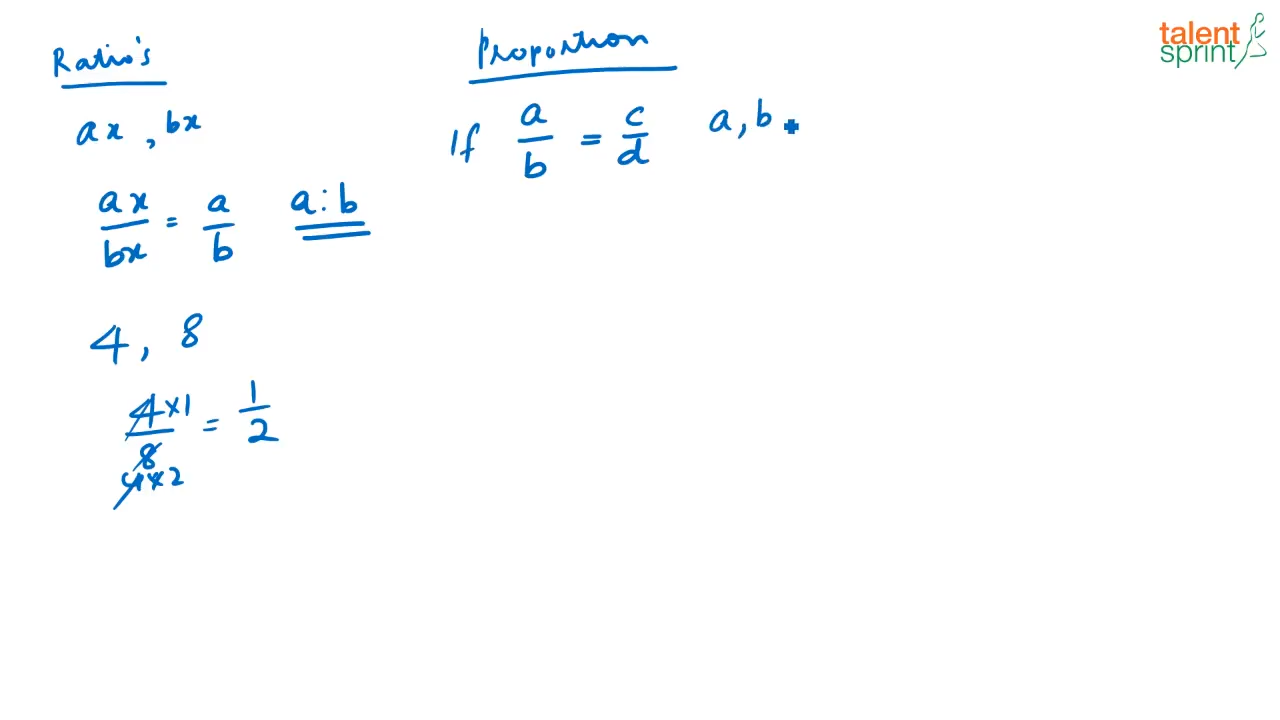 Ratio's
ax , bx
ax/bx = a/b   a : b
4 , 8
4×1/8 = 1/2
4×2
Proportion
If a/b = c/d   a, b
talent
sprint